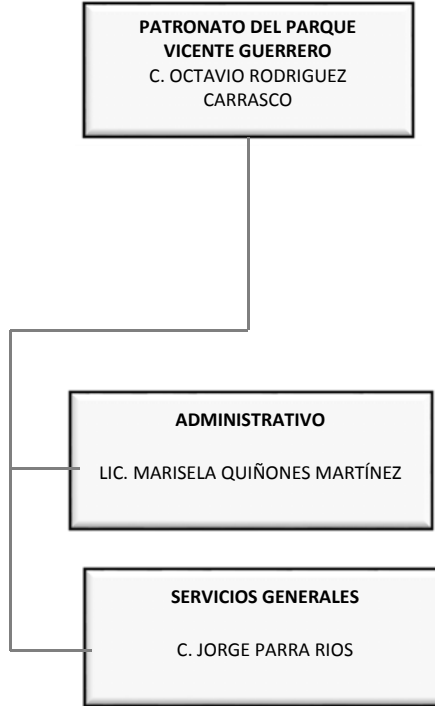 PATRONATO DEL PARQUE
VICENTE GUERRERO
C. OCTAVIO RODRIGUEZ
CARRASCO
ADMINISTRATIVO
LIC. MARISELA QUIÑONES MARTÍNEZ
SERVICIOS GENERALES
C. JORGE PARRA RIOS